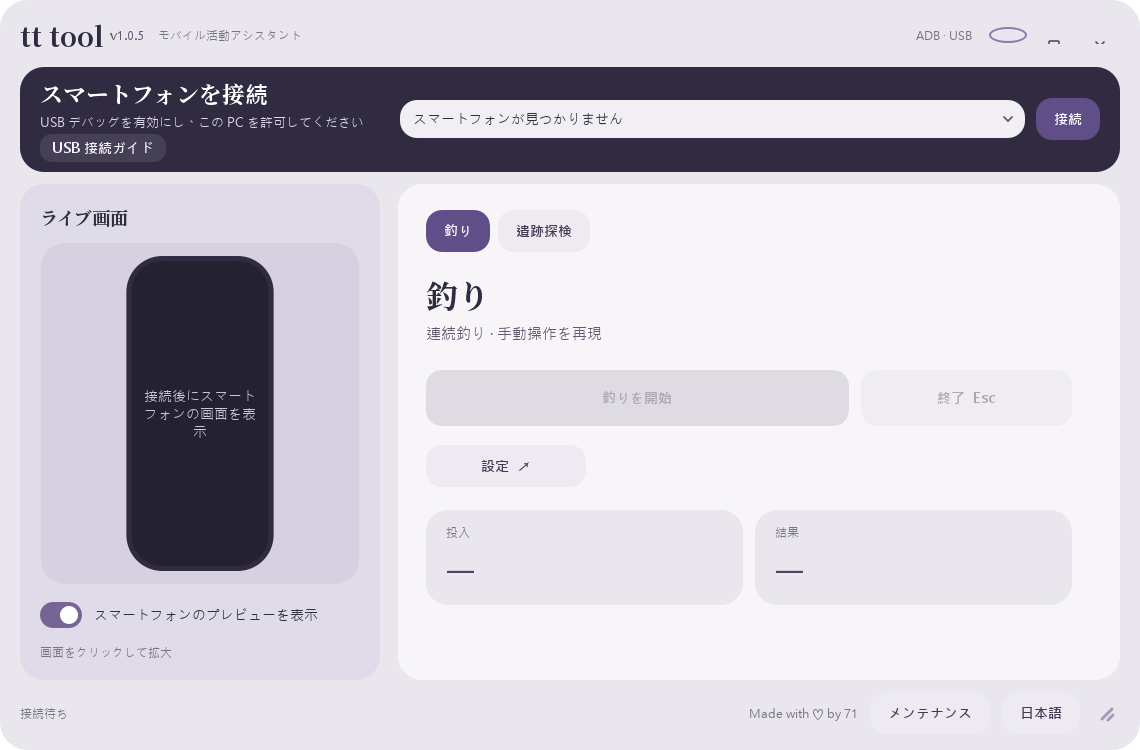 tt tool v1.0.5 モバイル活動アシスタント
ADB · USB
スマートフォンを接続
USB デバッグを有効にし、この PC を許可してください
USB 接続ガイド
スマートフォンが見つかりません
接続
ライブ画面
接続後にスマート
フォンの画面を表
示
スマートフォンのプレビューを表示
画面をクリックして拡大
釣り
遺跡探検
釣り
連続釣り · 手動操作を再現
釣りを開始
終了 Esc
設定 ↗
投入
—
結果
—
接続待ち
Made with ♡ by 71
メンテナンス
日本語